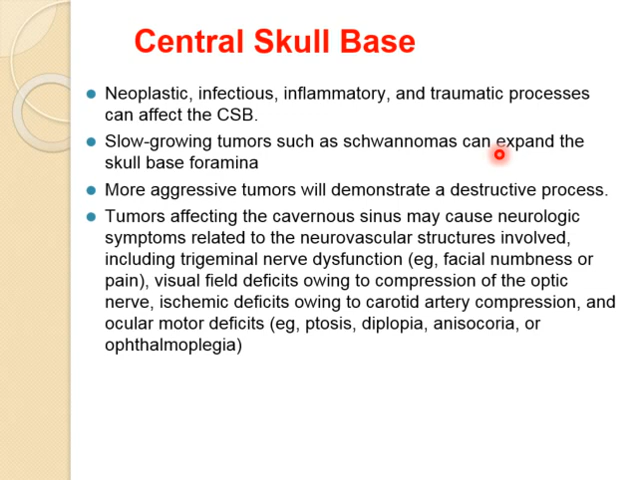 Central Skull Base
Neoplastic, infectious, inflammatory, and traumatic processes
can affect the CSB.
Slow-growing tumors such as schwannomas can expand the
skull base foramina
More aggressive tumors will demonstrate a destructive process.
Tumors affecting the cavernous sinus may cause neurologic
symptoms related to the neurovascular structures involved,
including trigeminal nerve dysfunction (eg, facial numbness or
pain), visual field deficits owing to compression of the optic
nerve, ischemic deficits owing to carotid artery compression, and
ocular motor deficits (eg, ptosis, diplopia, anisocoria, or
ophthalmoplegia)